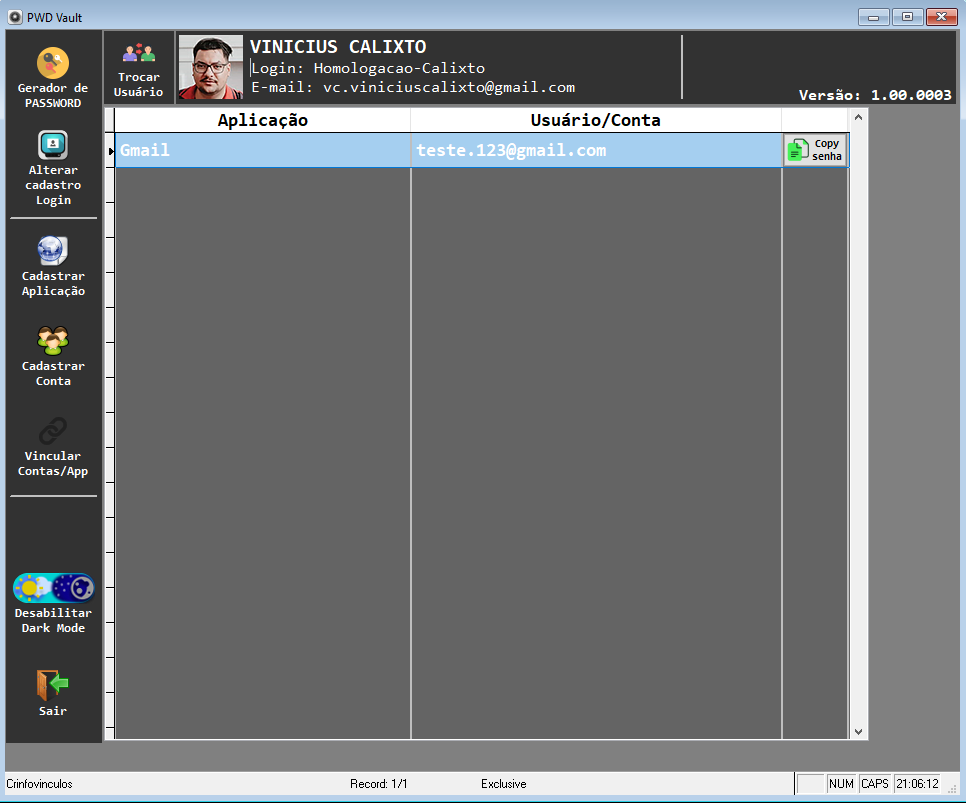 PWD Vault
Gerador de
PASSWORD
Alterar
cadastro
Login
Cadastrar
Aplicação
Cadastrar
Conta
Vincular
Contas/App
Desabilitar
Dark Mode
Sair
Trocar
Usuário
VINICIUS CALIXTO
Login: Homologacao-Calixto
E-mail: vc.viniciuscalixto@gmail.com
Versão: 1.00.0003
Aplicação Usuário/Conta
Gmail teste.123@gmail.com
Copy
senha
Crinfovinculos Record: 1/1 Exclusive NUM CAPS 21:06:12